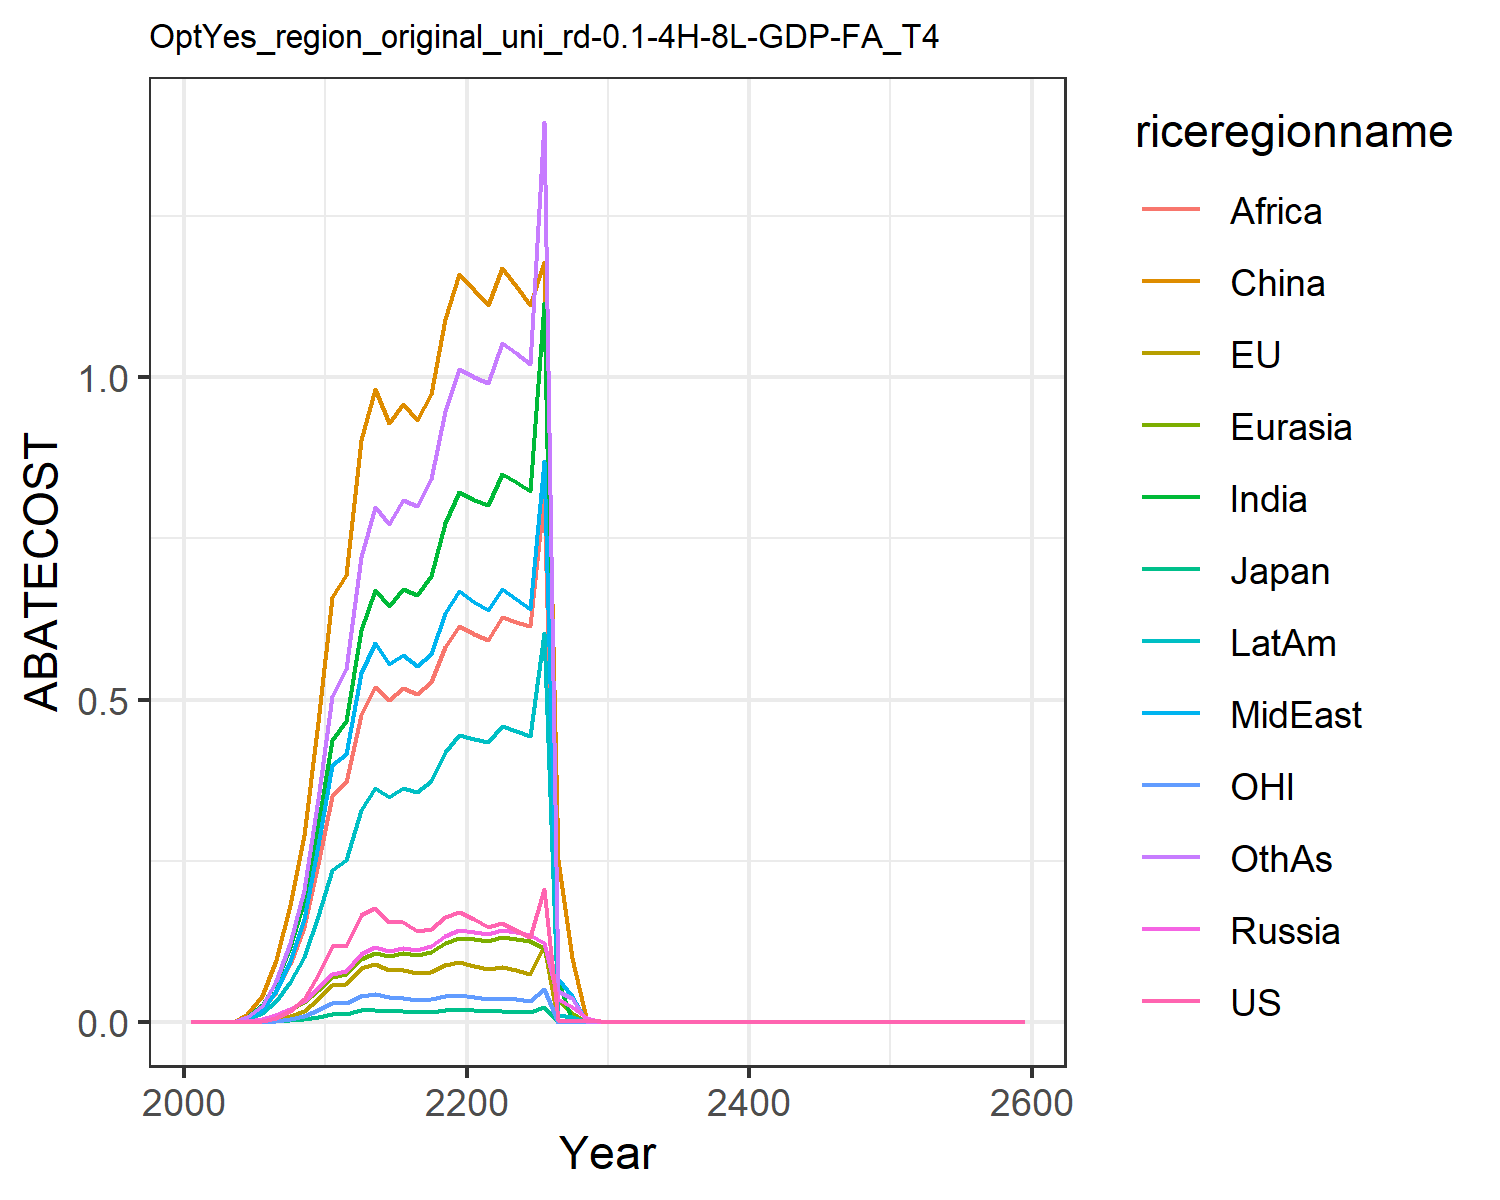 OptYes_region_original_uni_rd-0.1-4H-8L-GDP-FA_T4
ABATECOST
1.0
0.5
0.0
2000 2200 2400 2600
Year
riceregionname
Africa
China
EU
Eurasia
India
Japan
LatAm
MidEast
OHI
OthAs
Russia
US